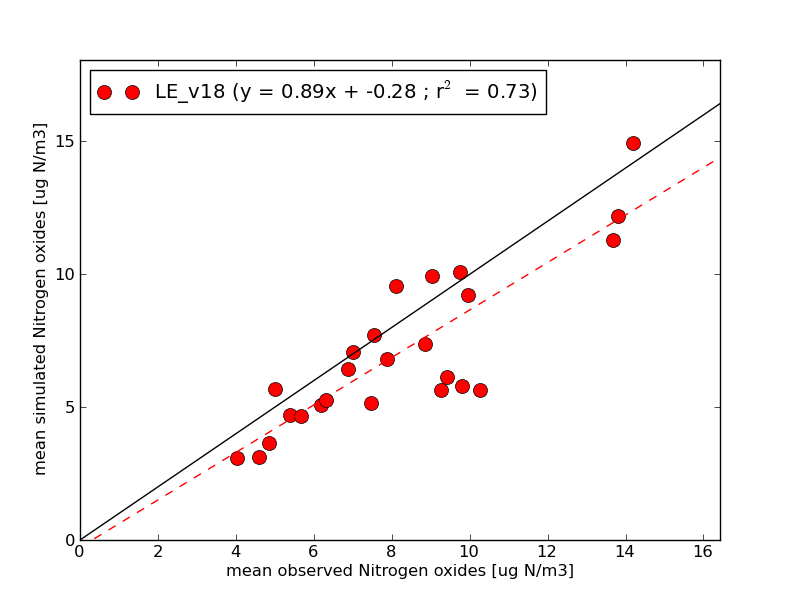 LE_v18 (y = 0.89x + -0.28 ; r² = 0.73)
15
10
5
0
0 2 4 6 8 10 12 14 16
mean simulated Nitrogen oxides [ug N/m3]
mean observed Nitrogen oxides [ug N/m3]